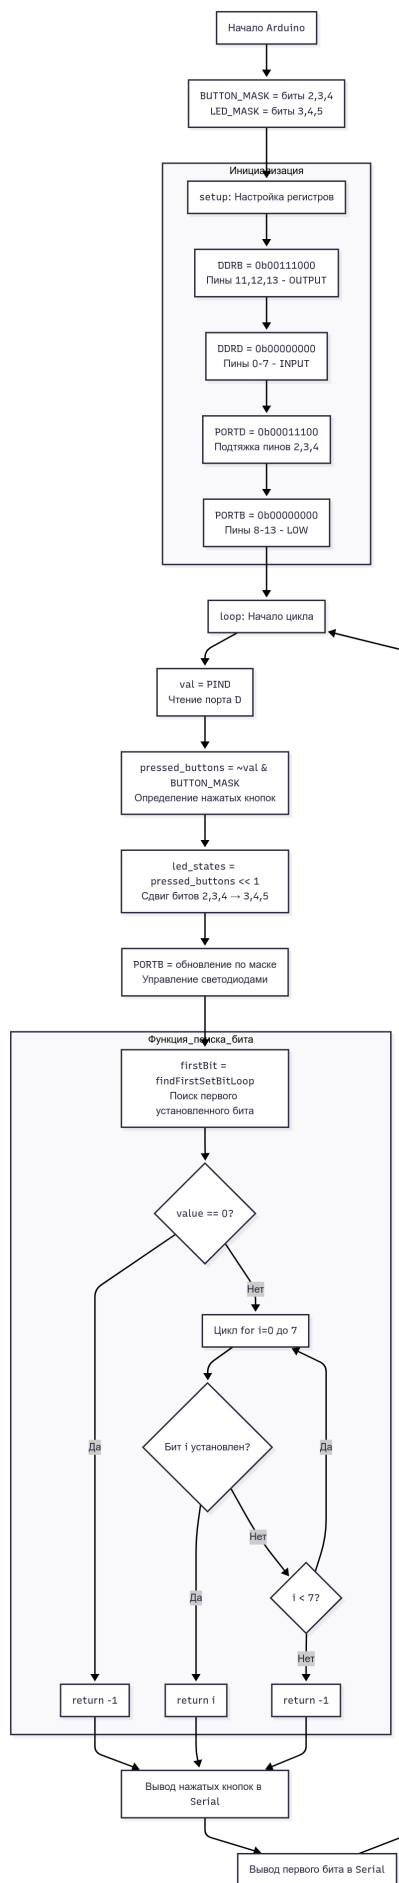 Начало Arduino
BUTTON_MASK = биты 2,3,4
LED_MASK = биты 3,4,5
Инициализация
setup: Настройка регистров
DDRB = 0b00111000
Пины 11,12,13 - OUTPUT
DDRD = 0b00000000
Пины 0-7 - INPUT
PORTD = 0b00011100
Подтяжка пинов 2,3,4
PORTB = 0b00000000
Пины 8-13 - LOW
loop: Начало цикла
val = PIND
Чтение порта D
pressed_buttons = ~val &
BUTTON_MASK
Определение нажатых кнопок
led_states =
pressed_buttons << 1
Сдвиг битов 2,3,4 → 3,4,5
PORTB = обновление по маске
Управление светодиодами
Функция_поиска_бита
firstBit =
findFirstSetBitLoop
Поиск первого
установленного бита
value == 0?
Нет
Цикл for i=0 до 7
Да
Бит i установлен?
Да
Нет
Да
i < 7?
Нет
return -1
return i
return -1
Вывод нажатых кнопок в
Serial
Вывод первого бита в Serial